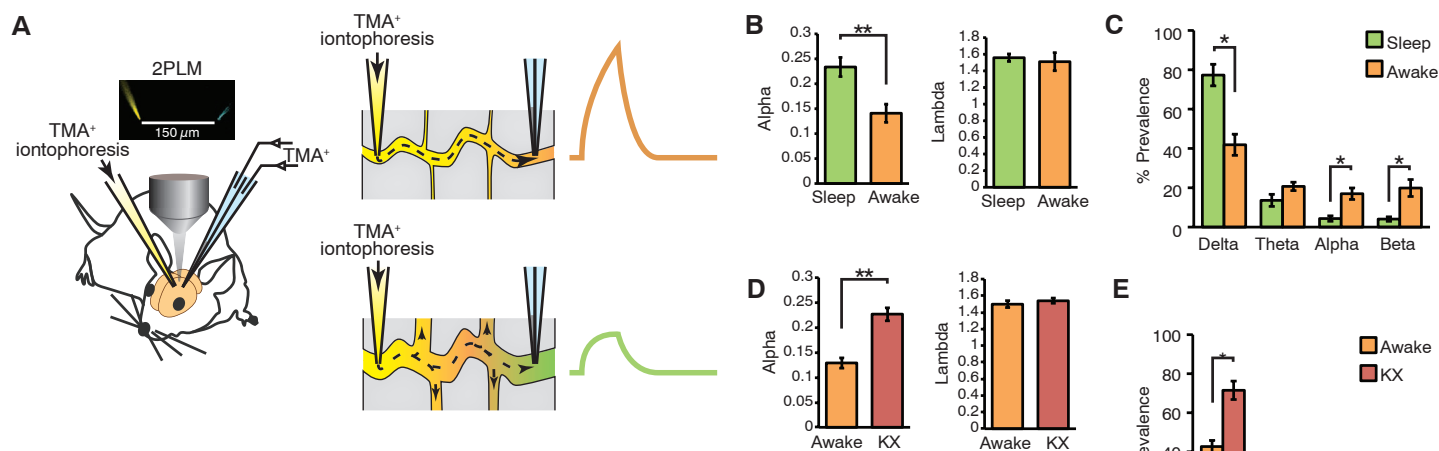 A
TMA+
iontophoresis
2PLM
150 µm
TMA+
iontophoresis
TMA+
TMA+
iontophoresis
B
**
0.3
0.25
0.2
0.15
0.1
0.05
0
Alpha
Sleep Awake
1.8
1.6
1.4
1.2
1
0.8
0.6
0.4
0.2
0
Lambda
Sleep Awake
C
100
80
60
40
20
0
% Prevalence
*
*
*
Sleep
Awake
Delta Theta Alpha Beta
D
**
0.3
0.25
0.2
0.15
0.1
0.05
0
Alpha
Awake KX
1.8
1.6
1.4
1.2
1
0.8
0.6
0.4
0.2
0
Lambda
Awake KX
E
100
80
60
*
Awake
KX